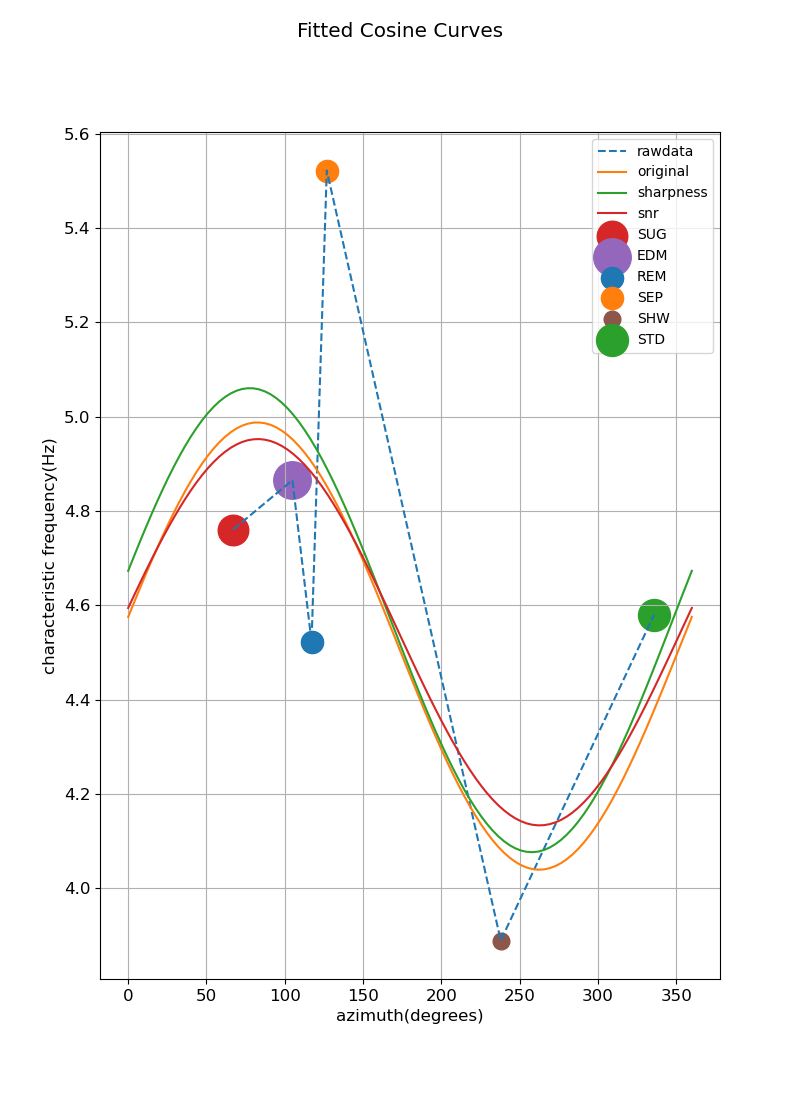 Fitted Cosine Curves
5.6
5.4
5.2
5.0
4.8
4.6
4.4
4.2
4.0
characteristic frequency(Hz)
rawdata
original
sharpness
snr
SUG
EDM
REM
SEP
SHW
STD
0 50 100 150 200 250 300 350
azimuth(degrees)